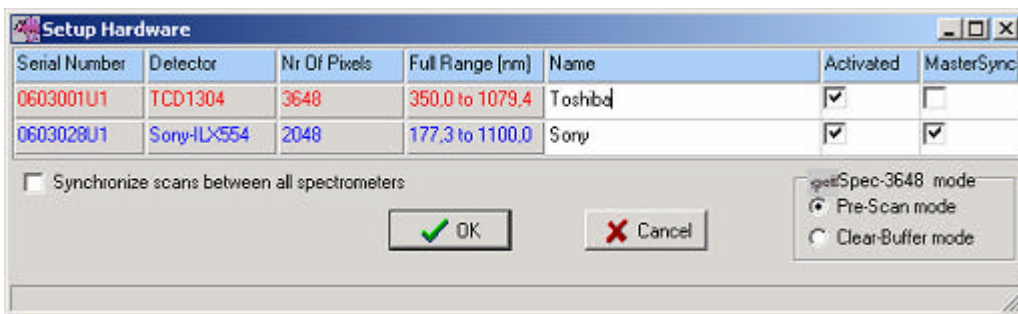 Setup Hardware
Serial Number Detector Nr Of Pixels Full Range [nm] Name Activated MasterSync
0603001U1 TCD1304 3648 350,0 to 1079,4 Toshiba
0603028U1 Sony-ILX554 2048 177,3 to 1100,0 Sony
Synchronize scans between all spectrometers
getSpec-3648 mode
Pre-Scan mode
OK Cancel
Clear-Buffer mode